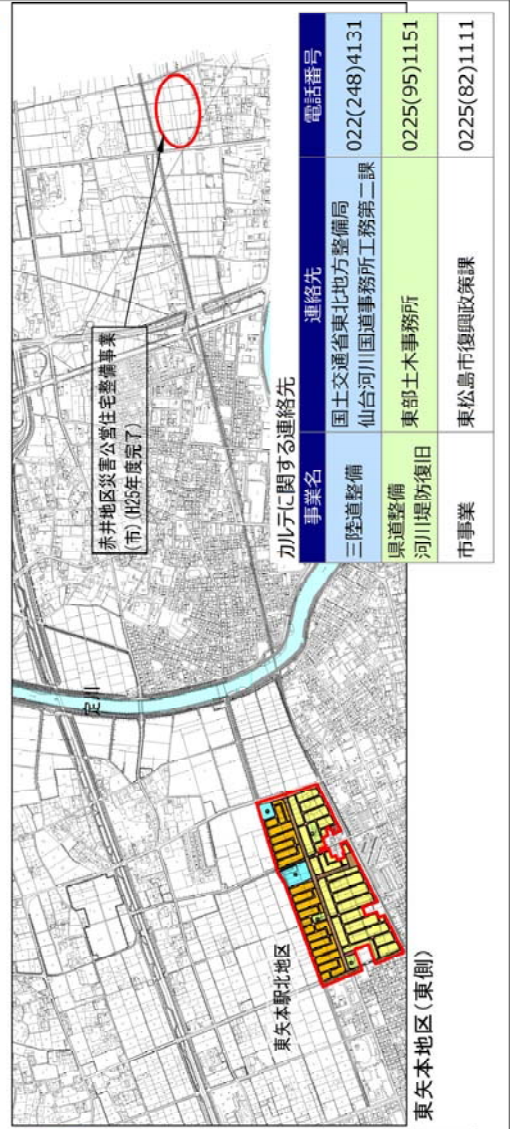 赤井地区災害公営住宅整備事業
(市)(H25年度完了)
定川
東矢本駅北地区
カルテに関する連絡先
事業名 連絡先 電話番号
三陸道整備 国土交通省東北地方整備局
仙台河川国道事務所工務第二課 022(248)4131
県道整備
河川堤防復旧 東部土木事務所 0225(95)1151
市事業 東松島市復興政策課 0225(82)1111
東矢本地区(東側)